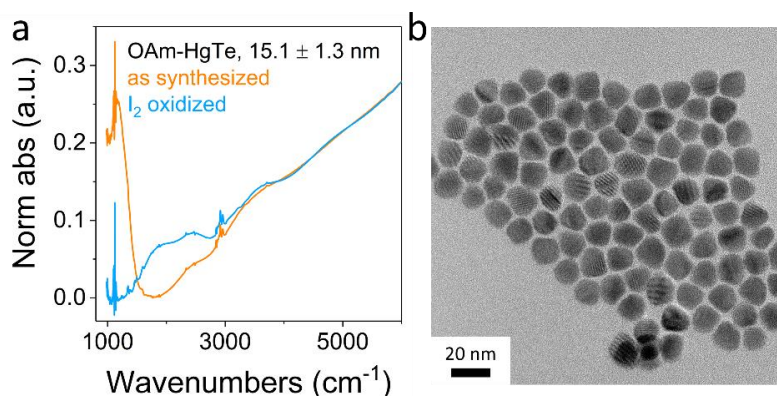 a
OAm-HgTe, 15.1 ± 1.3 nm
as synthesized
I₂ oxidized
0.3
0.2
0.1
0.0
Norm abs (a.u.)
1000 3000 5000
Wavenumbers (cm⁻¹)
b
20 nm